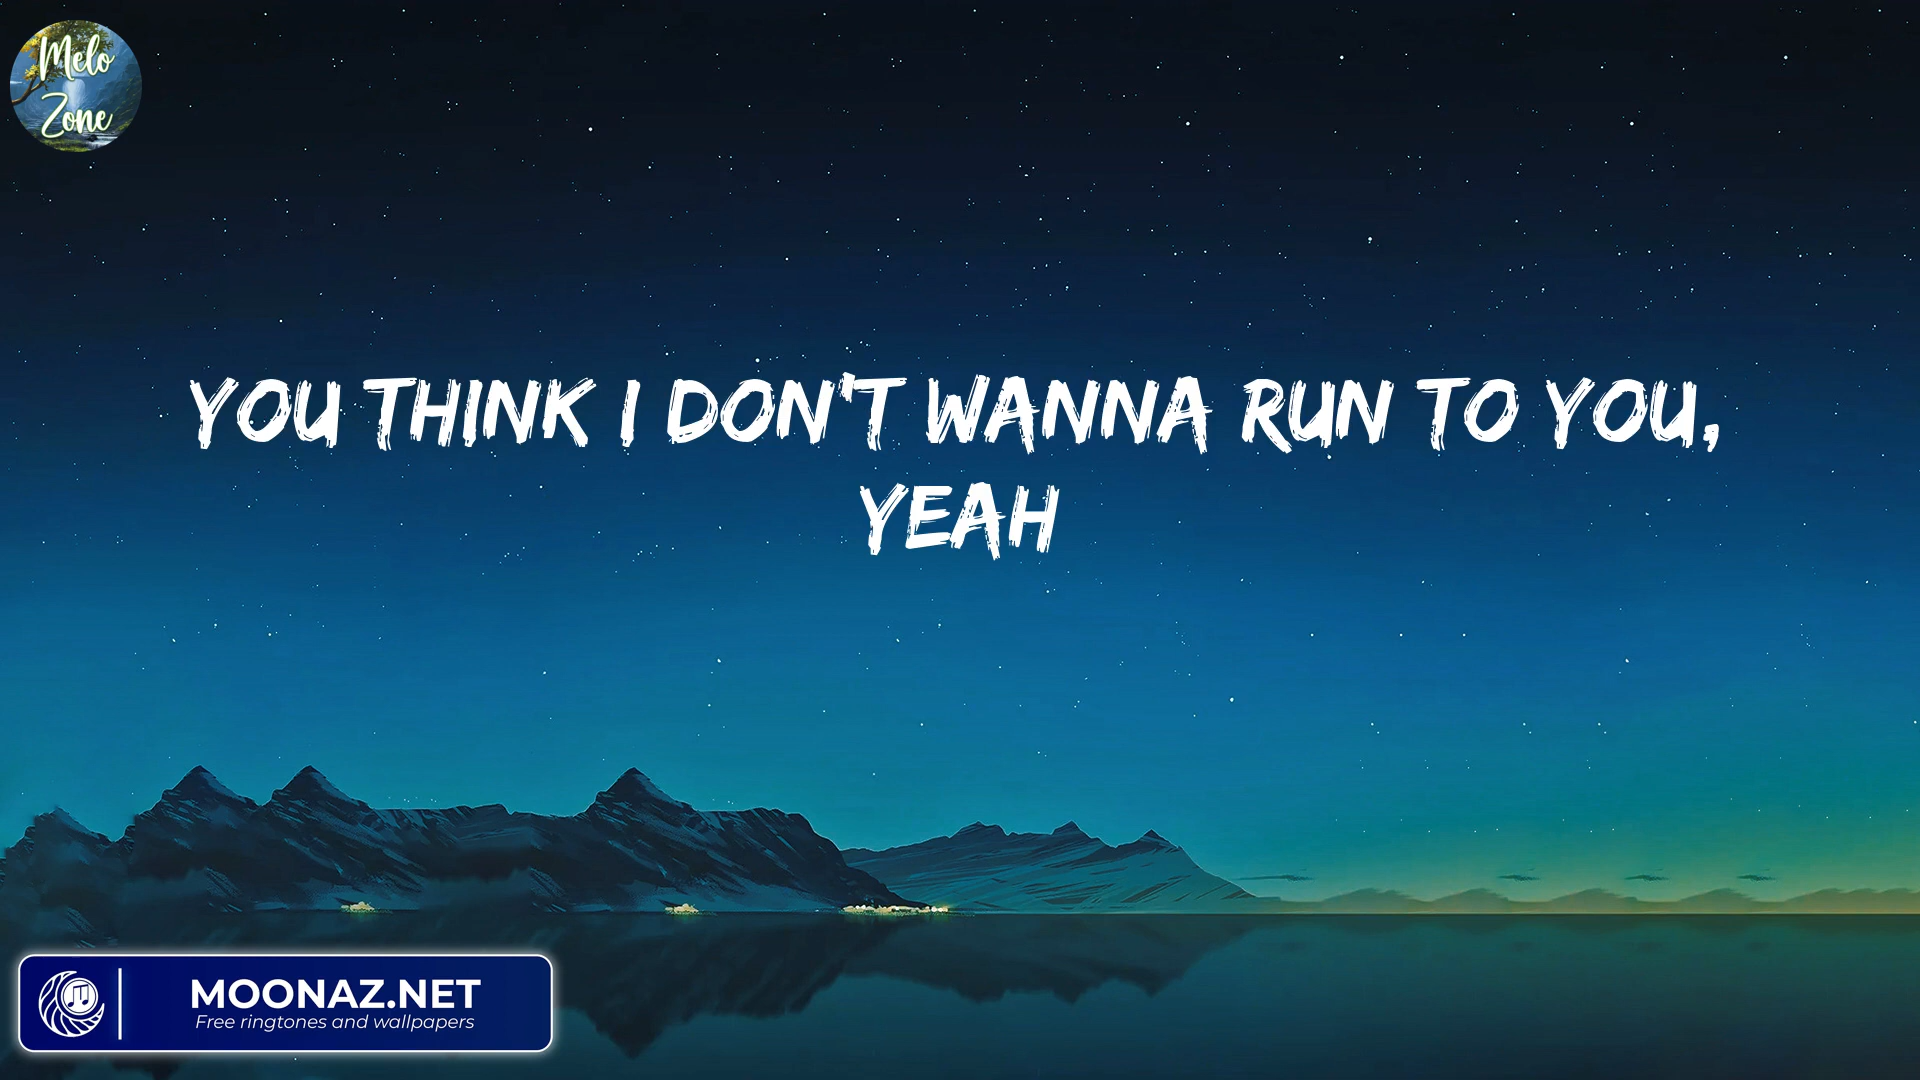 Melo
Zone
YOU THINK I DON'T WANNA RUN TO YOU,
YEAH
MOONAZ.NET
Free ringtones and wallpapers